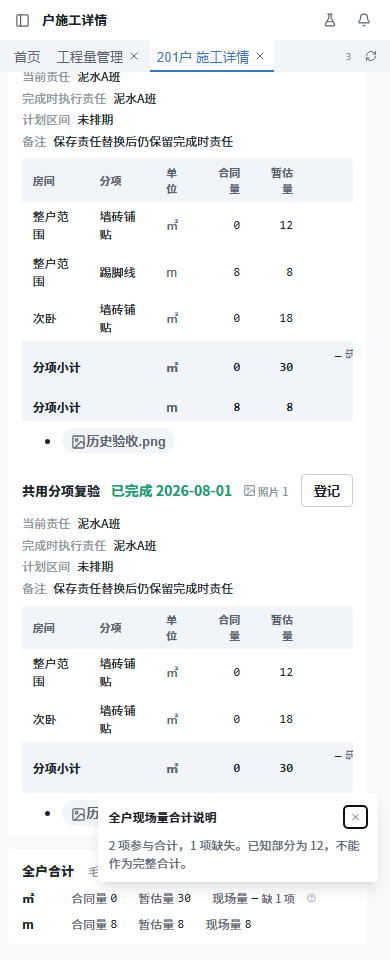 户施工详情
首页 工程量管理 × 201户 施工详情 × 3
当前责任 泥水A班
完成时执行责任 泥水A班
计划区间 未排期
备注 保存责任替换后仍保留完成时责任
房间 分项 单位 合同量 暂估量
整户范围 墙砖铺贴 ㎡ 0 12
整户范围 踢脚线 m 8 8
次卧 墙砖铺贴 ㎡ 0 18
分项小计 ㎡ 0 30 —
分项小计 m 8 8
历史验收.png
共用分项复验 已完成 2026-08-01 照片 1 登记
当前责任 泥水A班
完成时执行责任 泥水A班
计划区间 未排期
备注 保存责任替换后仍保留完成时责任
房间 分项 单位 合同量 暂估量
整户范围 墙砖铺贴 ㎡ 0 12
次卧 墙砖铺贴 ㎡ 0 18
分项小计 ㎡ 0 30 —
全户现场量合计说明 ×
2 项参与合计，1 项缺失。已知部分为 12，不能
作为完整合计。
全户合计
㎡ 合同量 0 暂估量 30 现场量 — 缺 1 项
m 合同量 8 暂估量 8 现场量 8